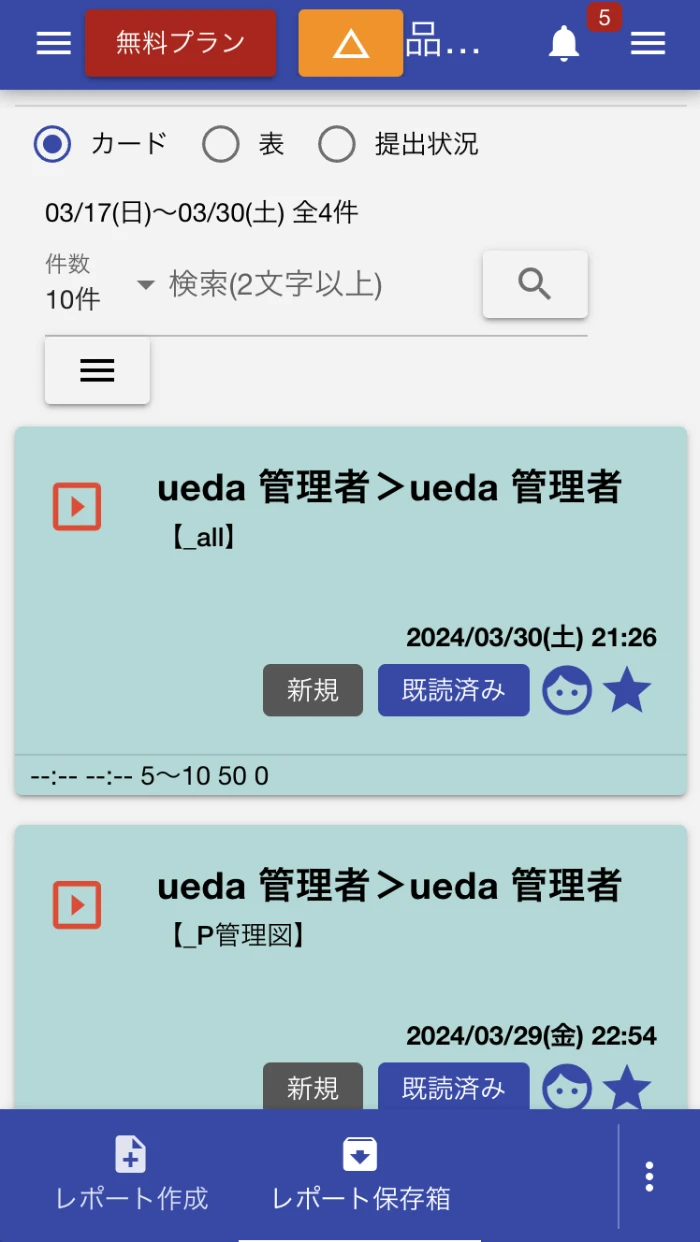 無料プラン
品...
5
カード 表 提出状況
03/17(日)〜03/30(土) 全4件
件数
10件
検索(2文字以上)
ueda 管理者＞ueda 管理者
【_all】
2024/03/30(土) 21:26
新規 既読済み
--:-- --:-- 5〜10 50 0
ueda 管理者＞ueda 管理者
【_P管理図】
2024/03/29(金) 22:54
新規 既読済み
レポート作成 レポート保存箱